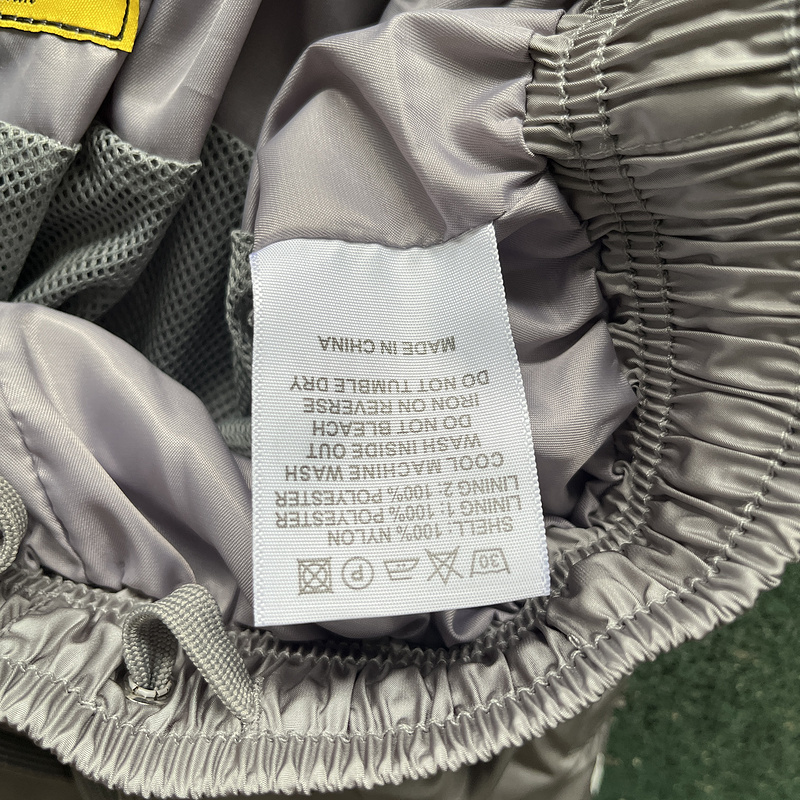 30 P
SHELL: 100% NYLON
LINING 1: 100% POLYESTER
LINING 2: 100% POLYESTER
COOL MACHINE WASH
WASH INSIDE OUT
DO NOT BLEACH
IRON ON REVERSE
DO NOT TUMBLE DRY
MADE IN CHINA